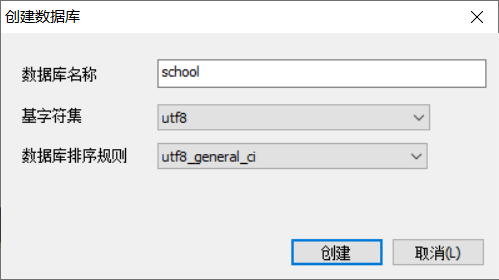 创建数据库
数据库名称 school
基字符集 utf8
数据库排序规则 utf8_general_ci
创建 取消(L)